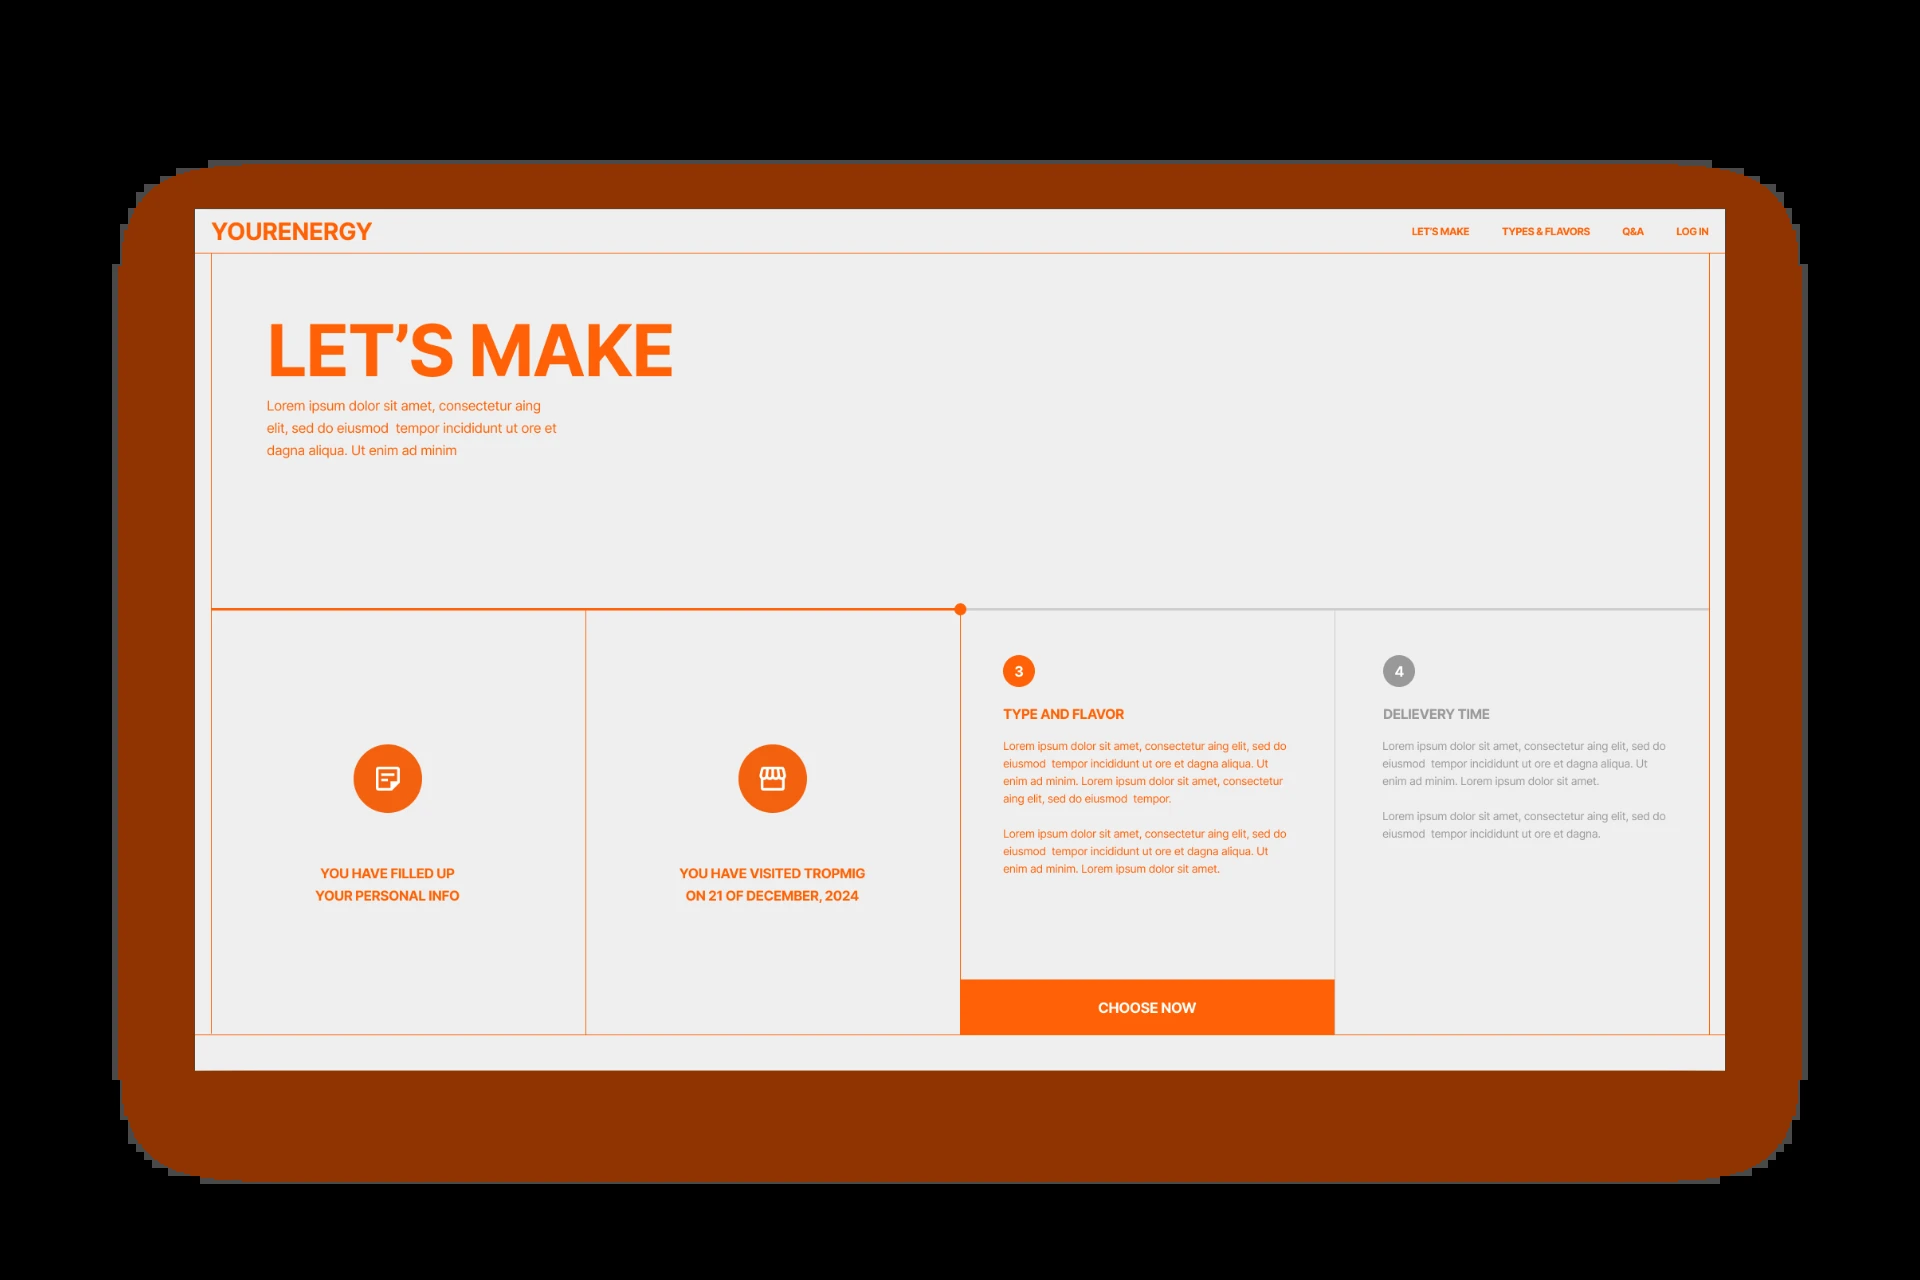 YOURENERGY
LET'S MAKE
TYPES & FLAVORS
Q&A
LOG IN
LET’S MAKE
Lorem ipsum dolor sit amet, consectetur aing
elit, sed do eiusmod  tempor incididunt ut ore et
dagna aliqua. Ut enim ad minim
YOU HAVE FILLED UP
YOUR PERSONAL INFO
YOU HAVE VISITED TROPMIG
ON 21 OF DECEMBER, 2024
3
TYPE AND FLAVOR
Lorem ipsum dolor sit amet, consectetur aing elit, sed do
eiusmod  tempor incididunt ut ore et dagna aliqua. Ut
enim ad minim. Lorem ipsum dolor sit amet, consectetur
aing elit, sed do eiusmod  tempor.
Lorem ipsum dolor sit amet, consectetur aing elit, sed do
eiusmod  tempor incididunt ut ore et dagna aliqua. Ut
enim ad minim. Lorem ipsum dolor sit amet.
CHOOSE NOW
4
DELIEVERY TIME
Lorem ipsum dolor sit amet, consectetur aing elit, sed do
eiusmod  tempor incididunt ut ore et dagna aliqua. Ut
enim ad minim. Lorem ipsum dolor sit amet.
Lorem ipsum dolor sit amet, consectetur aing elit, sed do
eiusmod  tempor incididunt ut ore et dagna.